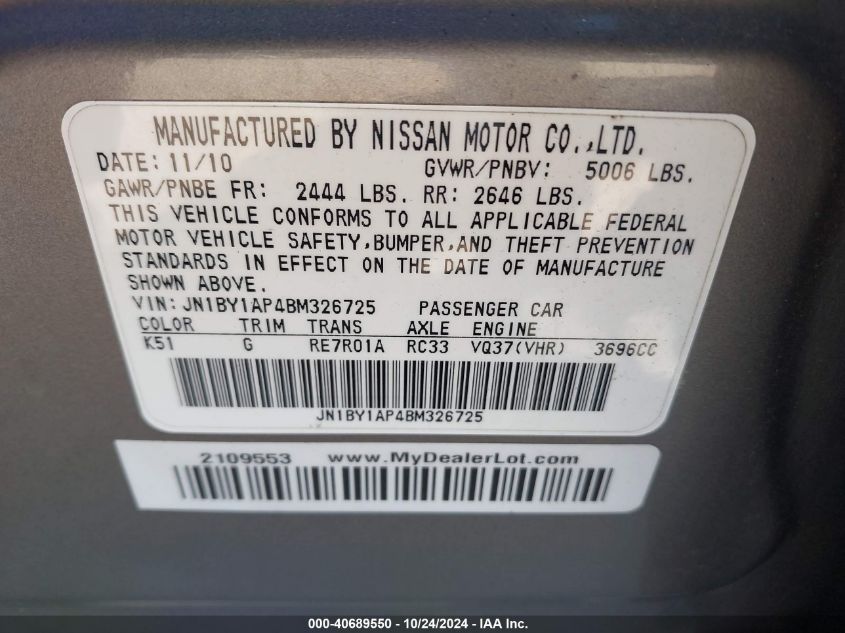 MANUFACTURED BY NISSAN MOTOR CO.,LTD.
DATE: 11/10 GVWR/PNBV: 5006 LBS.
GAWR/PNBE FR: 2444 LBS. RR: 2646 LBS.
THIS VEHICLE CONFORMS TO ALL APPLICABLE FEDERAL
MOTOR VEHICLE SAFETY,BUMPER,AND THEFT PREVENTION
STANDARDS IN EFFECT ON THE DATE OF MANUFACTURE
SHOWN ABOVE.
VIN:JN1BY1AP4BM326725 PASSENGER CAR
COLOR TRIM TRANS AXLE ENGINE
K51 G RE7R01A RC33 VQ37(VHR) 3696CC
JN1BY1AP4BM326725
2109553 www.MyDealerLot.com
000-40689550 - 10/24/2024 - IAA Inc.